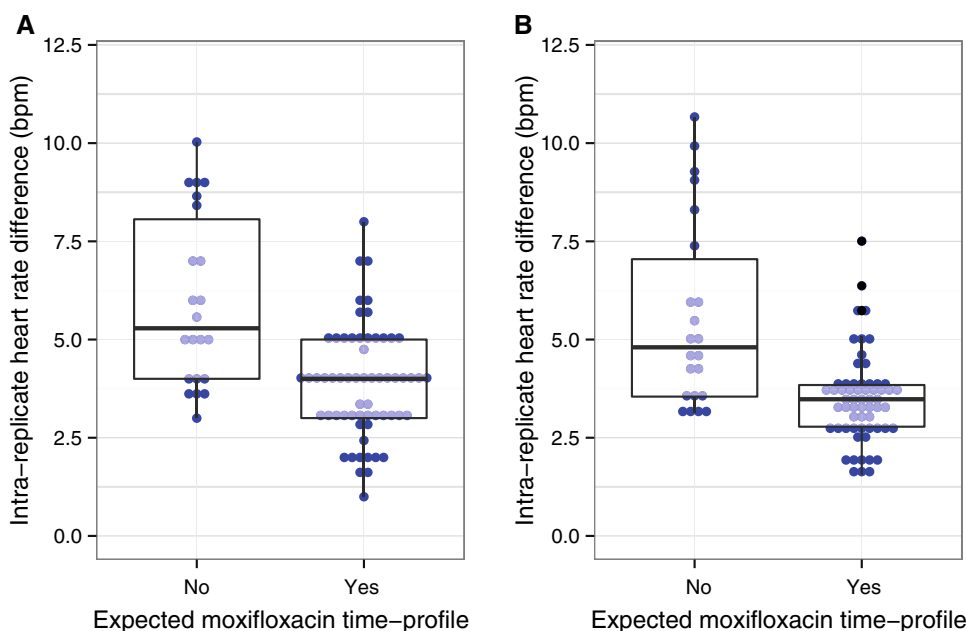 A
Intra−replicate heart rate difference (bpm)
12.5
10.0
7.5
5.0
2.5
0.0
No
Yes
Expected moxifloxacin time−profile
B
Intra−replicate heart rate difference (bpm)
12.5
10.0
7.5
5.0
2.5
0.0
No
Yes
Expected moxifloxacin time−profile